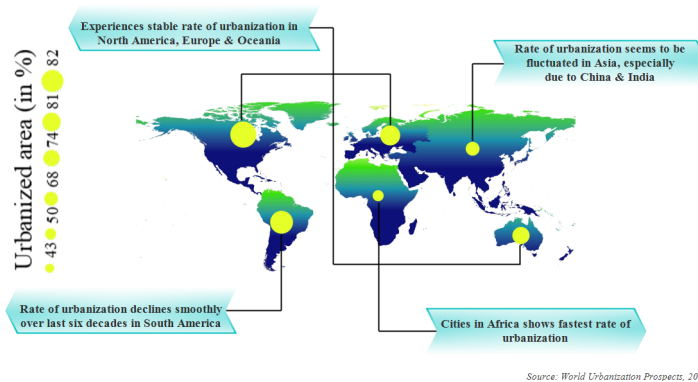 Experiences stable rate of urbanization in
North America, Europe & Oceania
Rate of urbanization seems to be
fluctuated in Asia, especially
due to China & India
Urbanized area (in %)
43 50 68 74 81 82
Rate of urbanization declines smoothly
over last six decades in South America
Cities in Africa shows fastest rate of
urbanization
Source: World Urbanization Prospects, 20